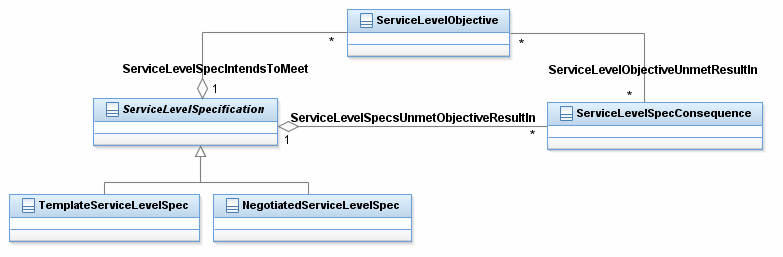 ServiceLevelObjective
*
*
ServiceLevelSpecIntendsToMeet
ServiceLevelObjectiveUnmetResultIn
1
*
ServiceLevelSpecification
ServiceLevelSpecsUnmetObjectiveResultIn
ServiceLevelSpecConsequence
1
*
TemplateServiceLevelSpec
NegotiatedServiceLevelSpec